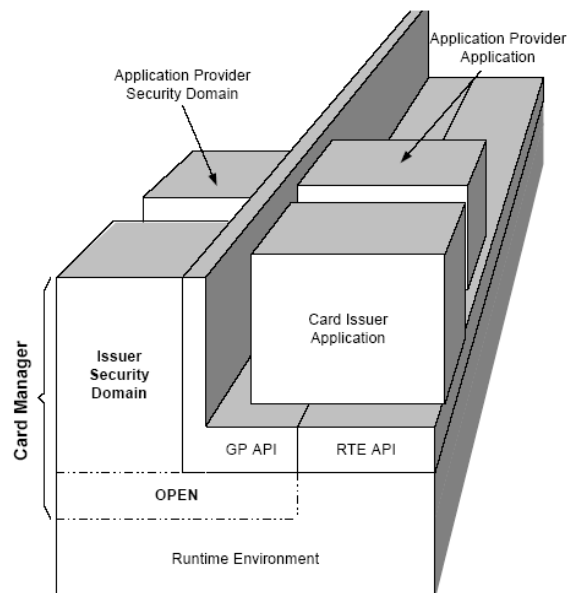 Application Provider
Application
Application Provider
Security Domain
Card Manager
Issuer
Security
Domain
Card Issuer
Application
GP API
RTE API
OPEN
Runtime Environment